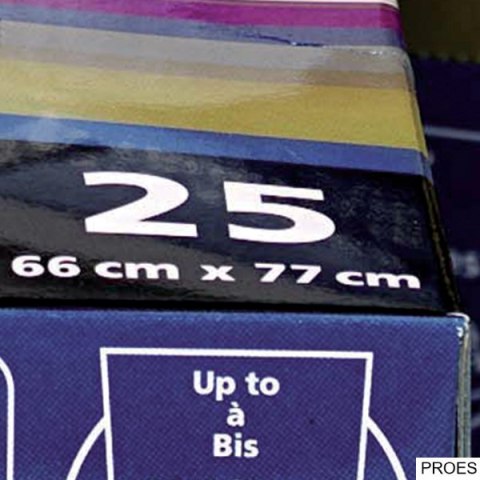 25
66 cm x 77 cm
Up to
à
Bis
PROES